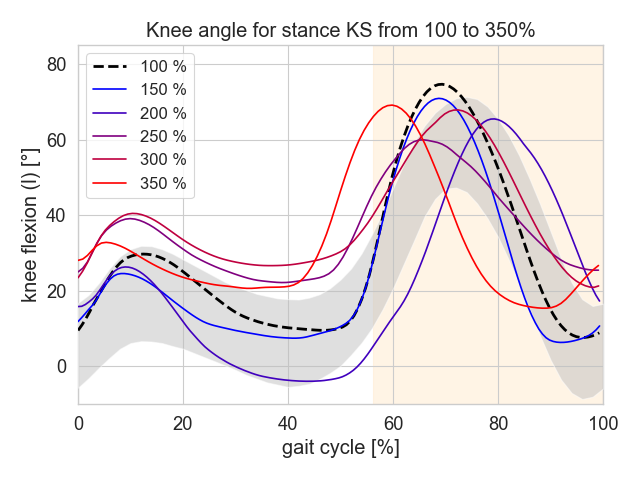 Knee angle for stance KS from 100 to 350%
knee flexion (l) [°]
80
60
40
20
0
100 %
150 %
200 %
250 %
300 %
350 %
0 20 40 60 80 100
gait cycle [%]